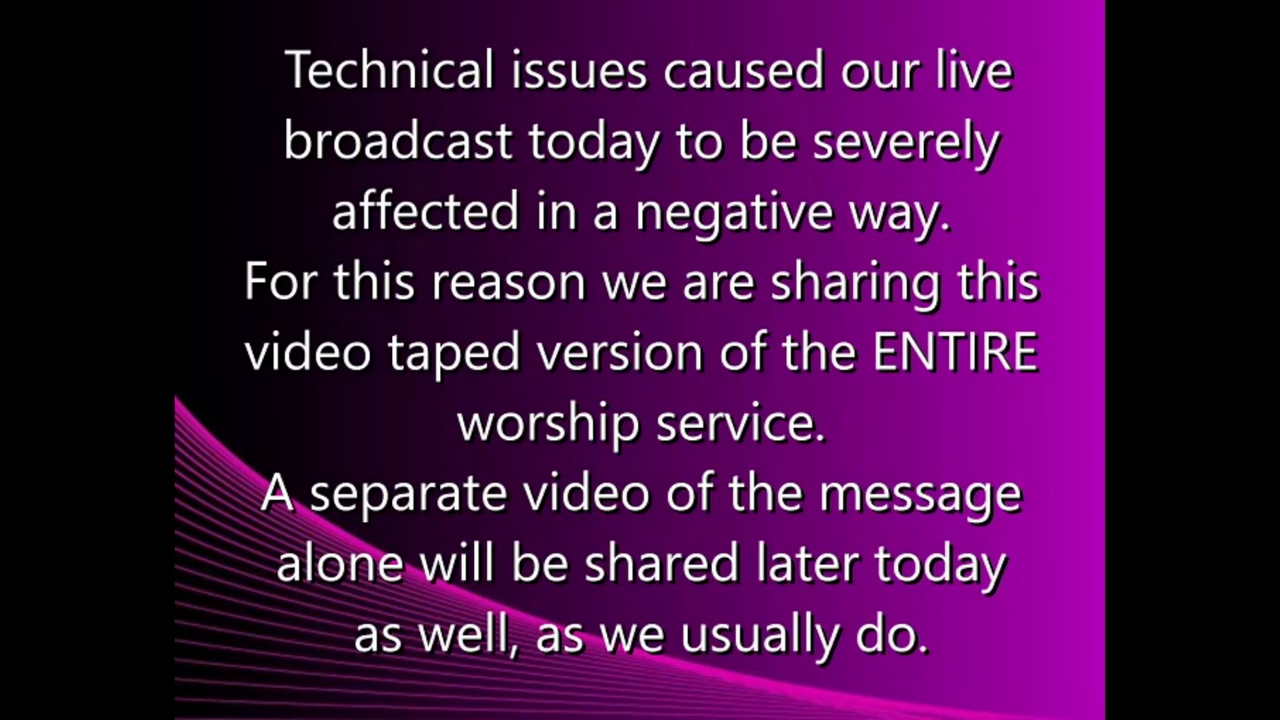 Technical issues caused our live
broadcast today to be severely
affected in a negative way.
For this reason we are sharing this
video taped version of the ENTIRE
worship service.
A separate video of the message
alone will be shared later today
as well, as we usually do.